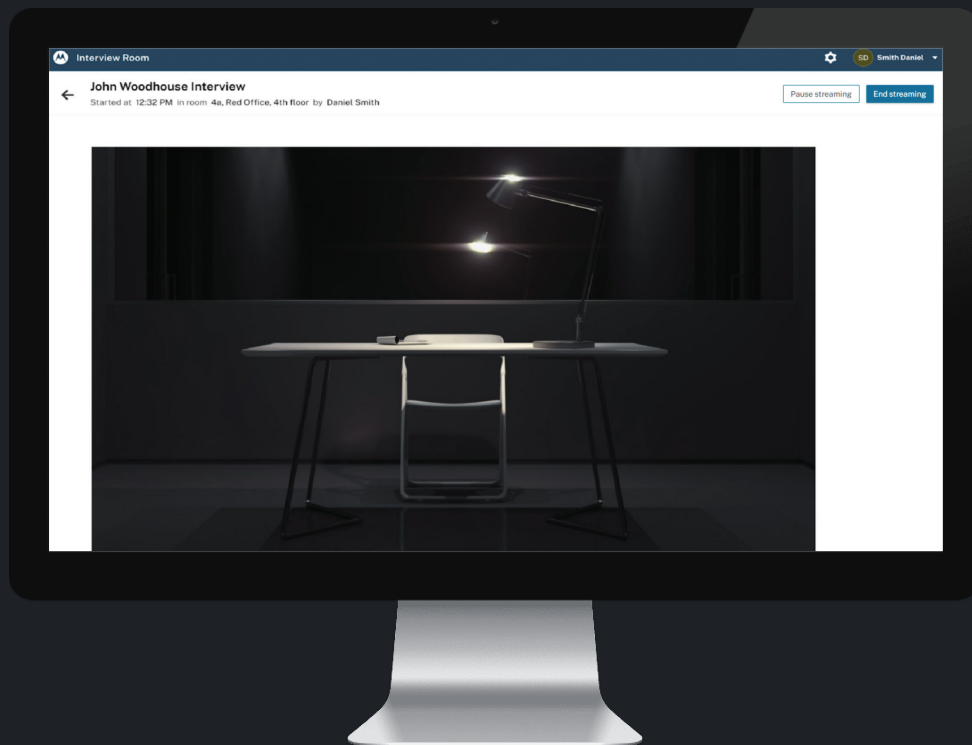 Interview Room
SD Smith Daniel
John Woodhouse Interview
Started at 12:32 PM in room 4a, Red Office, 4th floor by Daniel Smith
Pause streaming
End streaming